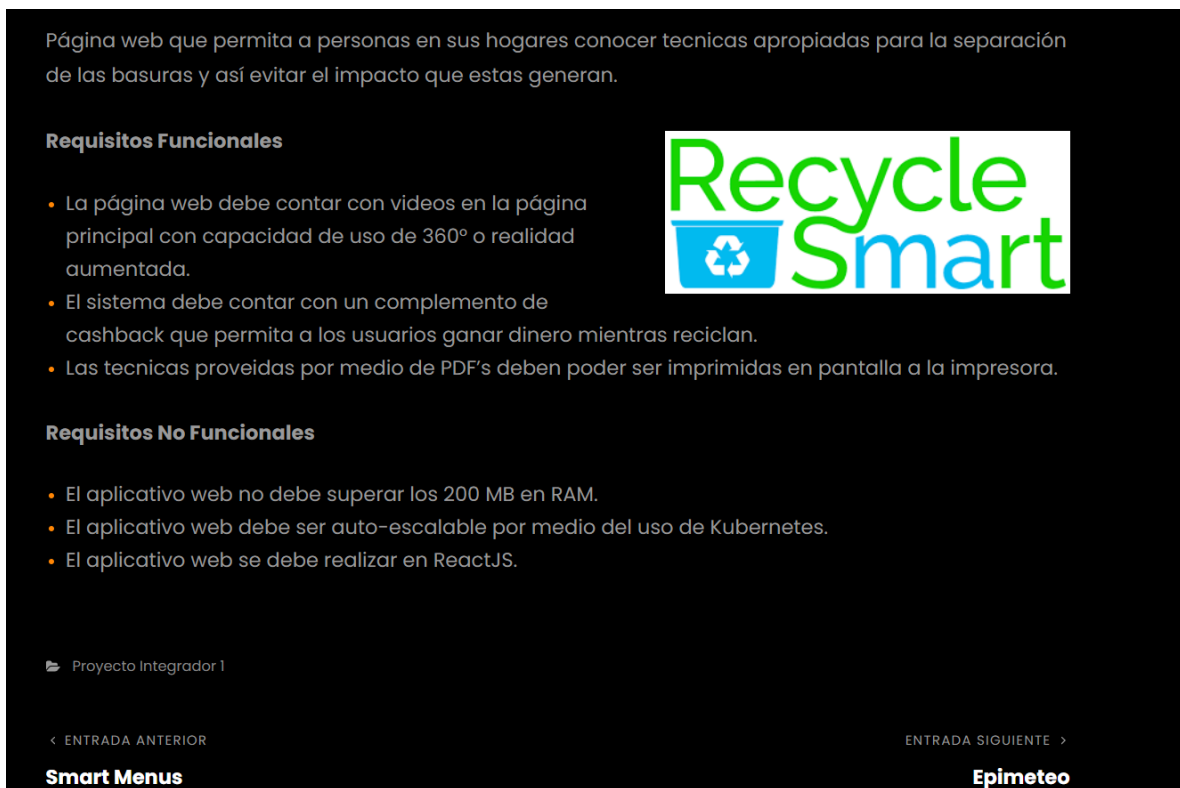 Página web que permita a personas en sus hogares conocer tecnicas apropiadas para la separación
de las basuras y así evitar el impacto que estas generan.
Requisitos Funcionales
Recycle
Smart
• La página web debe contar con videos en la página
principal con capacidad de uso de 360º o realidad
aumentada.
• El sistema debe contar con un complemento de
cashback que permita a los usuarios ganar dinero mientras reciclan.
• Las tecnicas proveidas por medio de PDF’s deben poder ser imprimidas en pantalla a la impresora.
Requisitos No Funcionales
• El aplicativo web no debe superar los 200 MB en RAM.
• El aplicativo web debe ser auto-escalable por medio del uso de Kubernetes.
• El aplicativo web se debe realizar en ReactJS.
Proyecto Integrador 1
< ENTRADA ANTERIOR
Smart Menus
ENTRADA SIGUIENTE >
Epimeteo